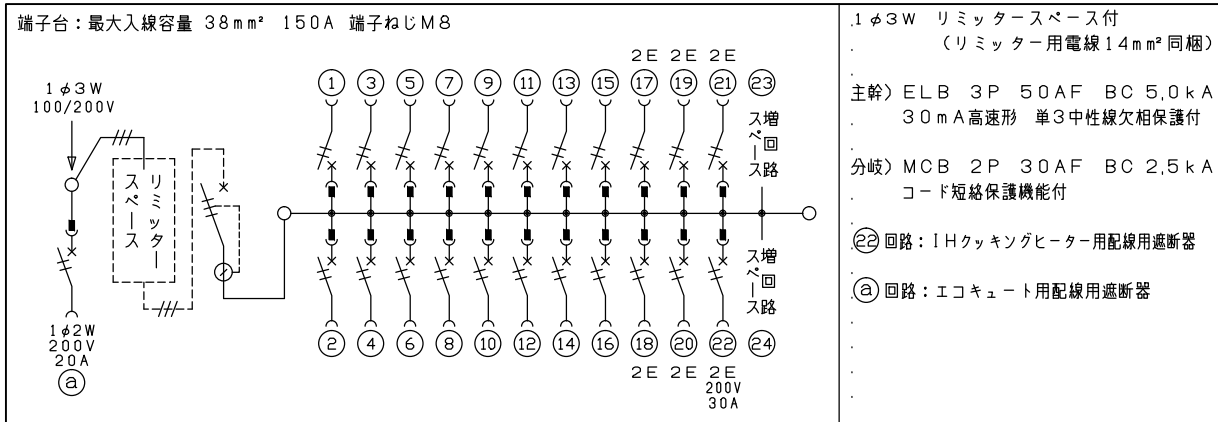 端子台：最大入線容量 38mm² 150A 端子ねじM8
2E 2E 2E
① ③ ⑤ ⑦ ⑨ ⑪ ⑬ ⑮ ⑰ ⑲ ㉑ ㉓
1φ3W
100/200V
リミッター
スペース
増回路
スペース
増回路
スペース
1φ2W
200V
20A
ⓐ
② ④ ⑥ ⑧ ⑩ ⑫ ⑭ ⑯ ⑱ ⑳ ㉒ ㉔
2E 2E 2E
200V
30A
1φ3W リミッタースペース付
（リミッター用電線14mm²同梱）
主幹）ELB 3P 50AF BC 5,0kA
30mA高速形 単3中性線欠相保護付
分岐）MCB 2P 30AF BC 2,5kA
コード短絡保護機能付
㉒回路：IHクッキングヒーター用配線用遮断器
ⓐ回路：エコキュート用配線用遮断器